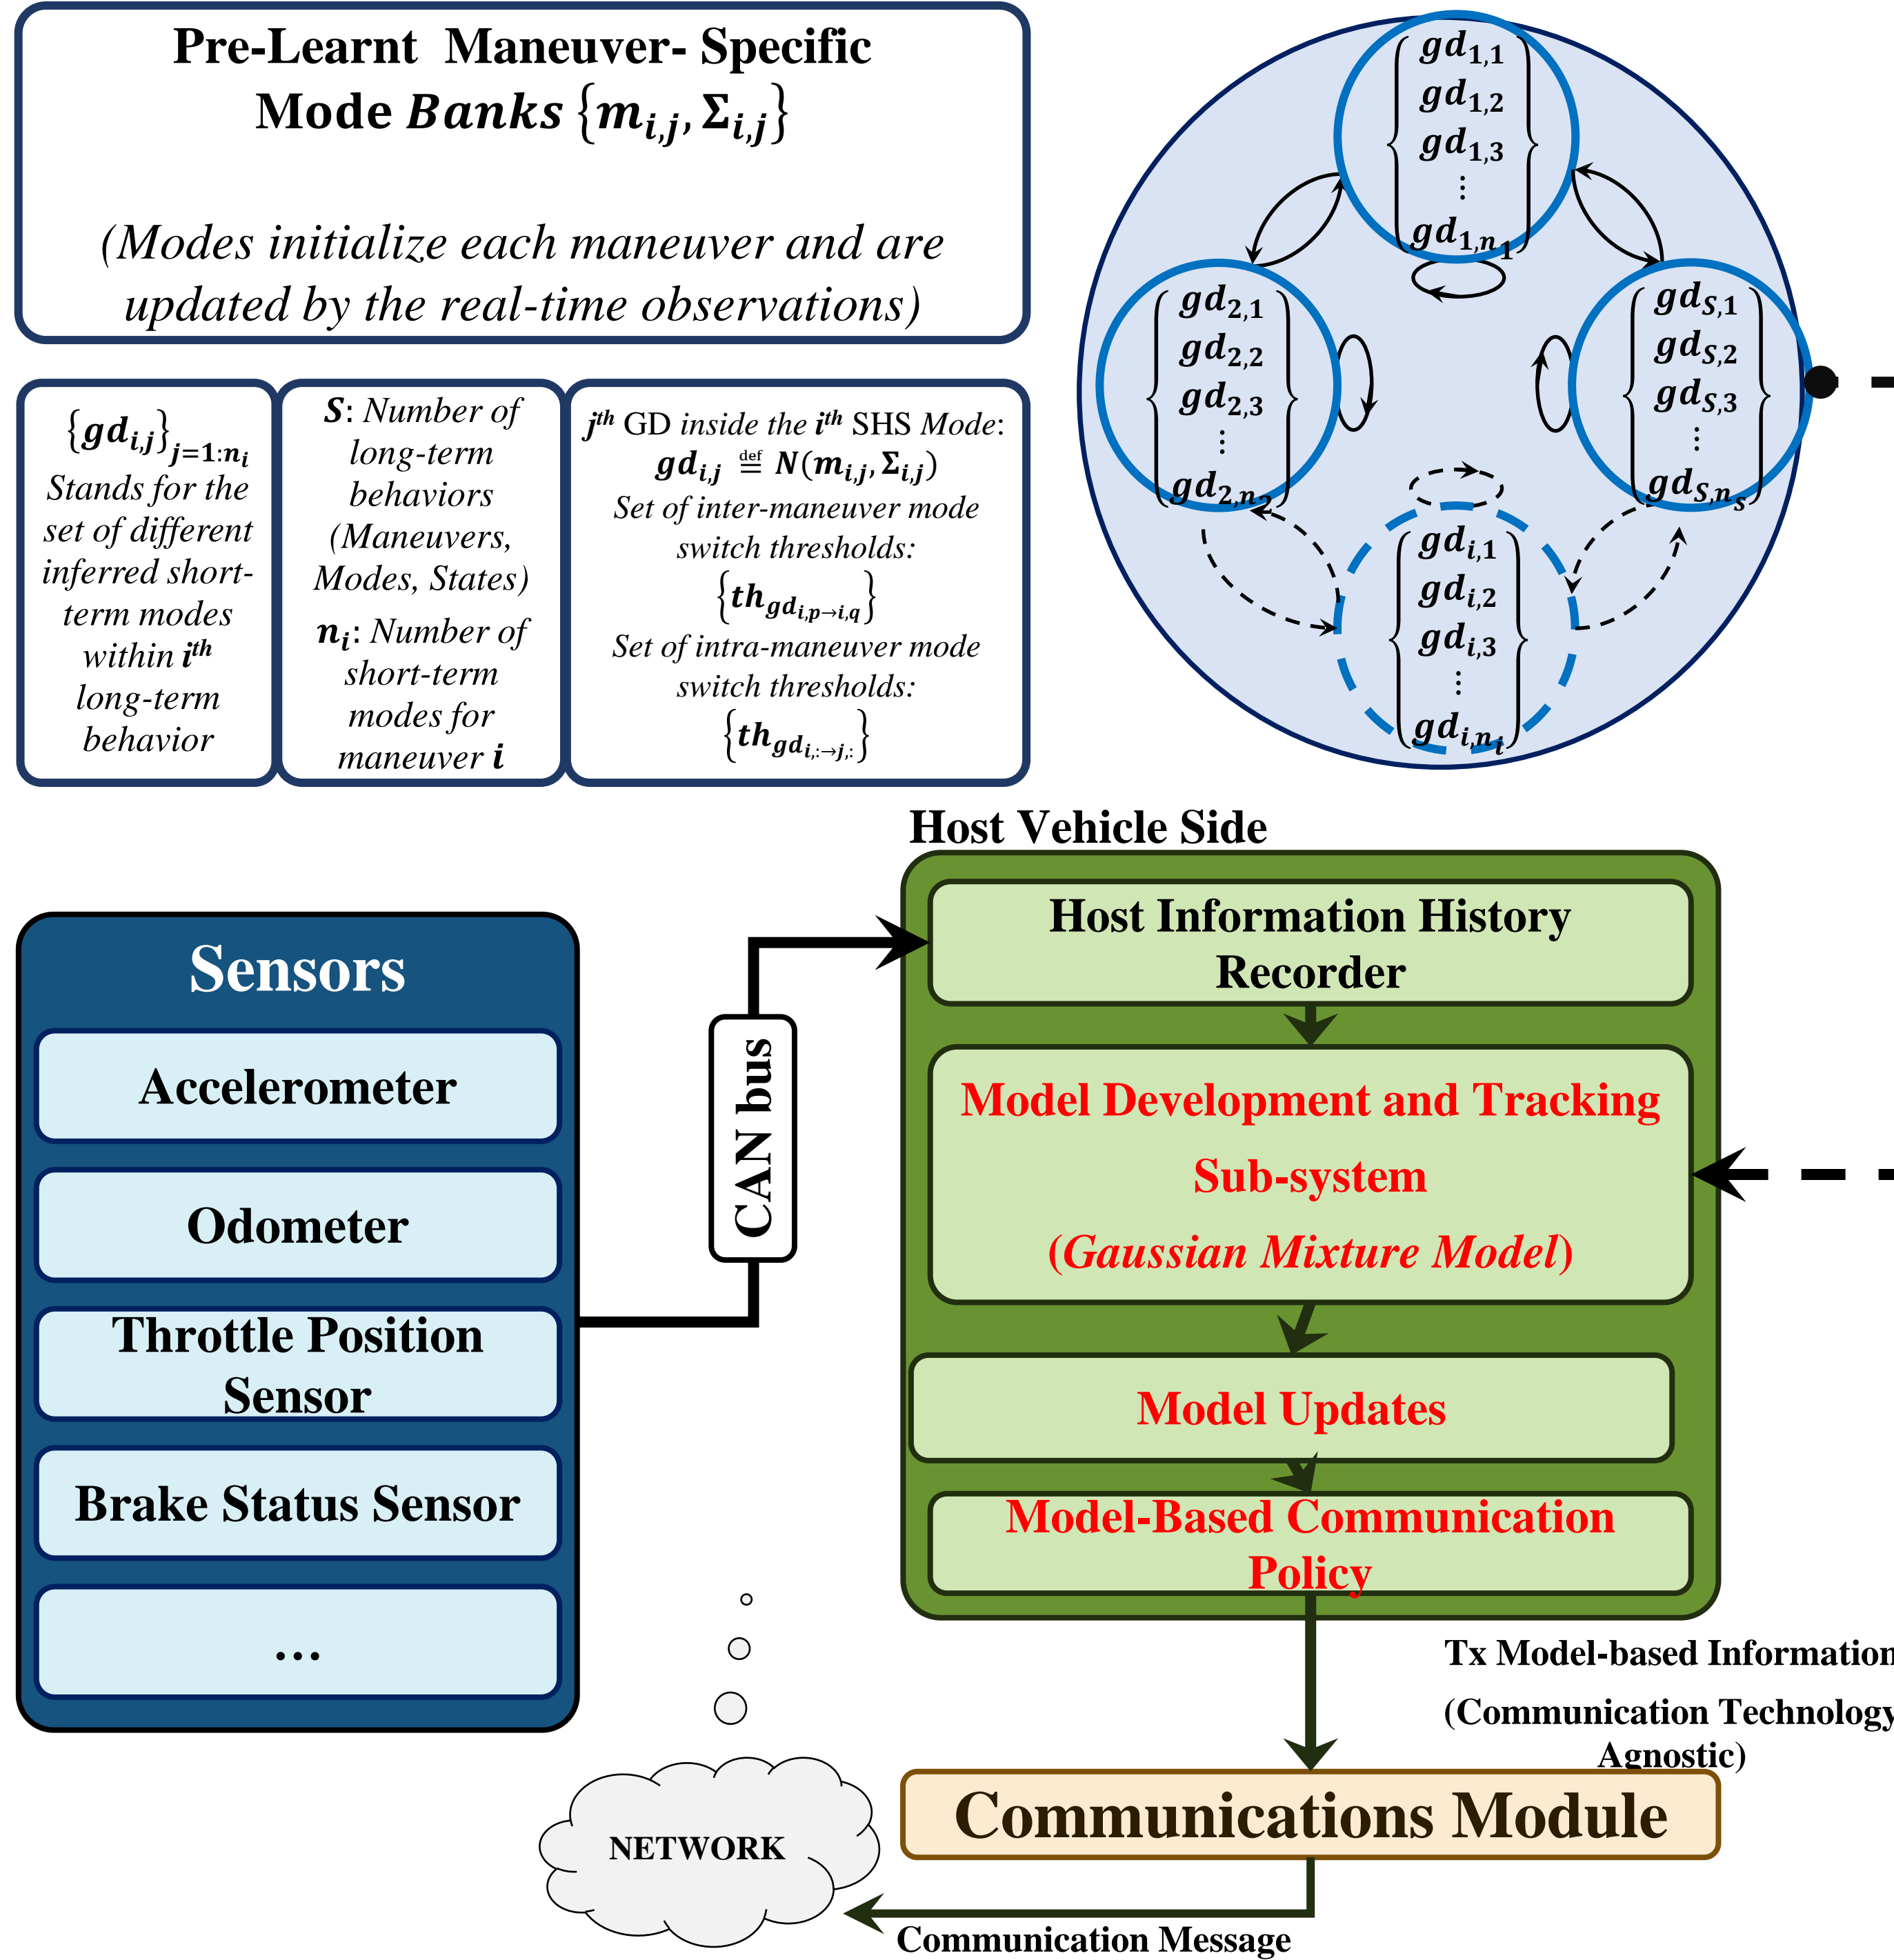 Pre-Learnt Maneuver- Specific
Mode Banks {m_{i,j}, Σ_{i,j}}
(Modes initialize each maneuver and are
updated by the real-time observations)
{gd_{i,j}}_{j=1:n_i}
Stands for the
set of different
inferred short-
term modes
within i^{th}
long-term
behavior
S: Number of
long-term
behaviors
(Maneuvers,
Modes, States)
n_i: Number of
short-term
modes for
maneuver i
j^{th} GD inside the i^{th} SHS Mode:
gd_{i,j} ≝ N(m_{i,j}, Σ_{i,j})
Set of inter-maneuver mode
switch thresholds:
{th_{gd_{i,p→i,q}}}
Set of intra-maneuver mode
switch thresholds:
{th_{gd_{i,:→j,:}}}
gd_{1,1}
gd_{1,2}
gd_{1,3}
⋮
gd_{1,n_1}
gd_{2,1}
gd_{2,2}
gd_{2,3}
⋮
gd_{2,n_2}
gd_{S,1}
gd_{S,2}
gd_{S,3}
⋮
gd_{S,n_s}
gd_{i,1}
gd_{i,2}
gd_{i,3}
⋮
gd_{i,n_i}
Host Vehicle Side
Host Information History
Recorder
Model Development and Tracking
Sub-system
(Gaussian Mixture Model)
Model Updates
Model-Based Communication
Policy
Sensors
Accelerometer
Odometer
Throttle Position
Sensor
Brake Status Sensor
...
CAN bus
Tx Model-based Information
(Communication Technology
Agnostic)
Communications Module
NETWORK
Communication Message